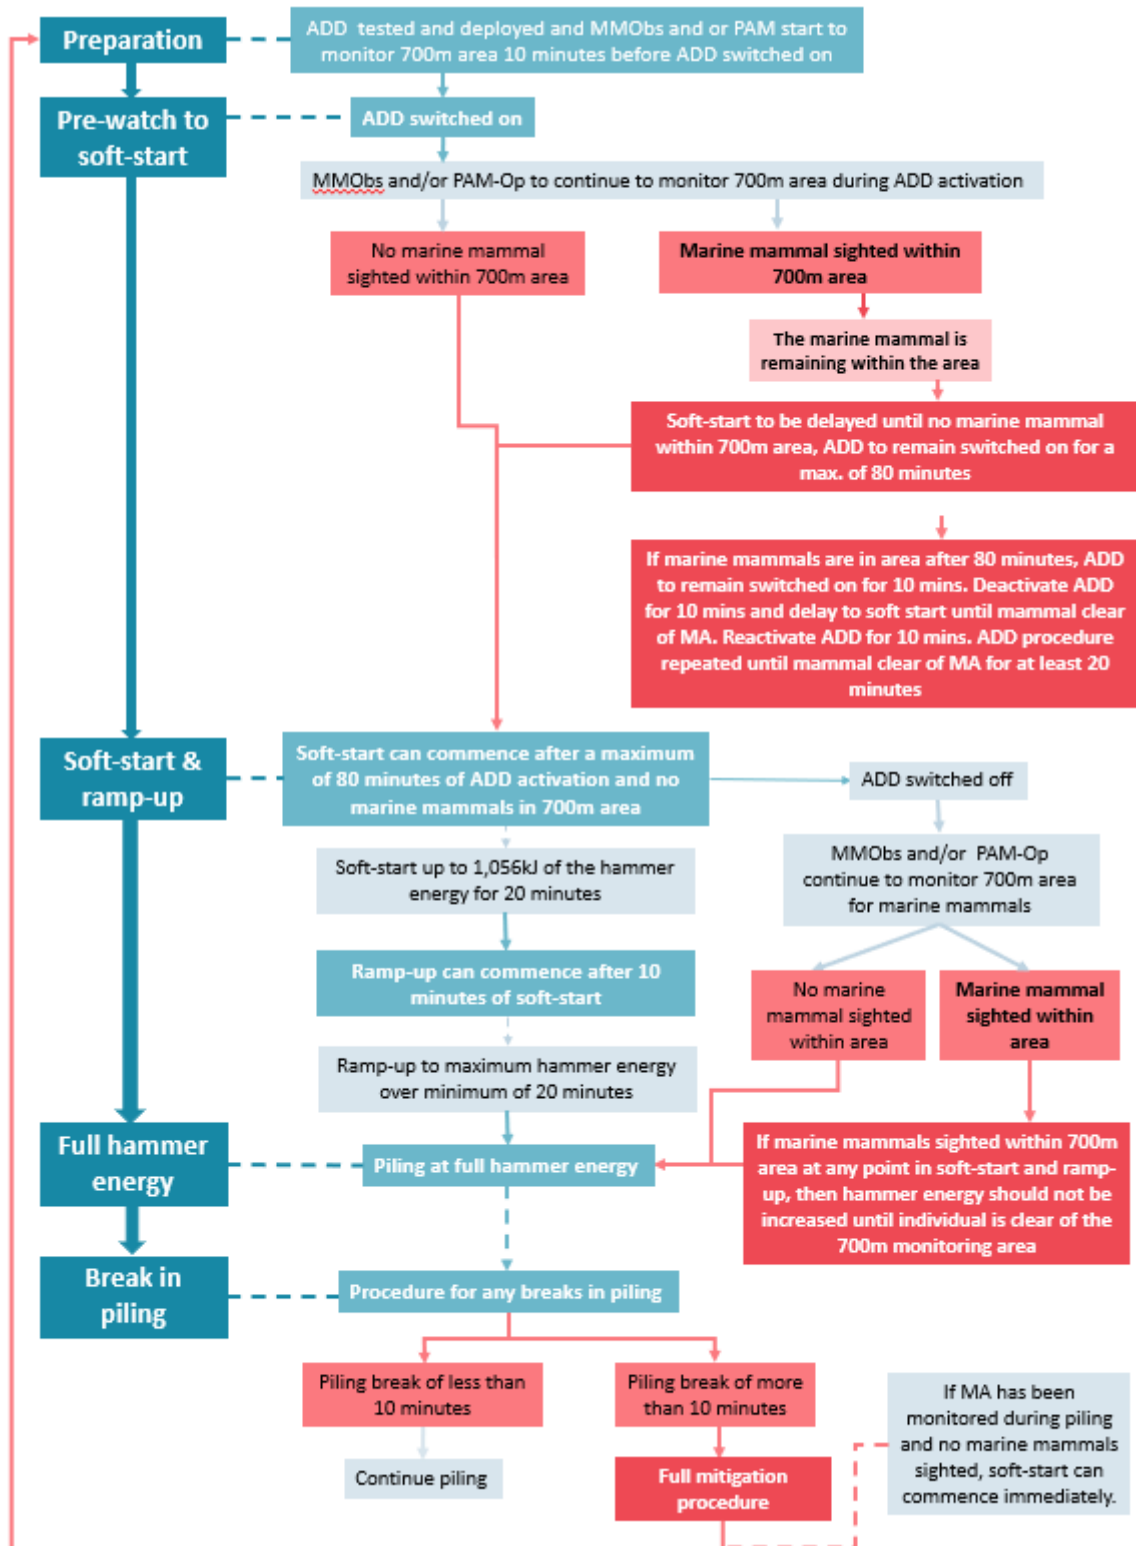 Preparation
ADD tested and deployed and MMObs and or PAM start to
monitor 700m area 10 minutes before ADD switched on
Pre-watch to
soft-start
ADD switched on
MMObs and/or PAM-Op to continue to monitor 700m area during ADD activation
No marine mammal
sighted within 700m area
Marine mammal sighted within
700m area
The marine mammal is
remaining within the area
Soft-start to be delayed until no marine mammal
within 700m area, ADD to remain switched on for a
max. of 80 minutes
If marine mammals are in area after 80 minutes, ADD
to remain switched on for 10 mins. Deactivate ADD
for 10 mins and delay to soft start until mammal clear
of MA. Reactivate ADD for 10 mins. ADD procedure
repeated until mammal clear of MA for at least 20
minutes
Soft-start &
ramp-up
Soft-start can commence after a maximum
of 80 minutes of ADD activation and no
marine mammals in 700m area
ADD switched off
Soft-start up to 1,056kJ of the hammer
energy for 20 minutes
MMObs and/or PAM-Op
continue to monitor 700m area
for marine mammals
Ramp-up can commence after 10
minutes of soft-start
No marine
mammal sighted
within area
Marine mammal
sighted within
area
Ramp-up to maximum hammer energy
over minimum of 20 minutes
Full hammer
energy
Piling at full hammer energy
If marine mammals sighted within 700m
area at any point in soft-start and ramp-
up, then hammer energy should not be
increased until individual is clear of the
700m monitoring area
Break in
piling
Procedure for any breaks in piling
Piling break of less than
10 minutes
Piling break of more
than 10 minutes
If MA has been
monitored during piling
and no marine mammals
sighted, soft-start can
commence immediately.
Continue piling
Full mitigation
procedure